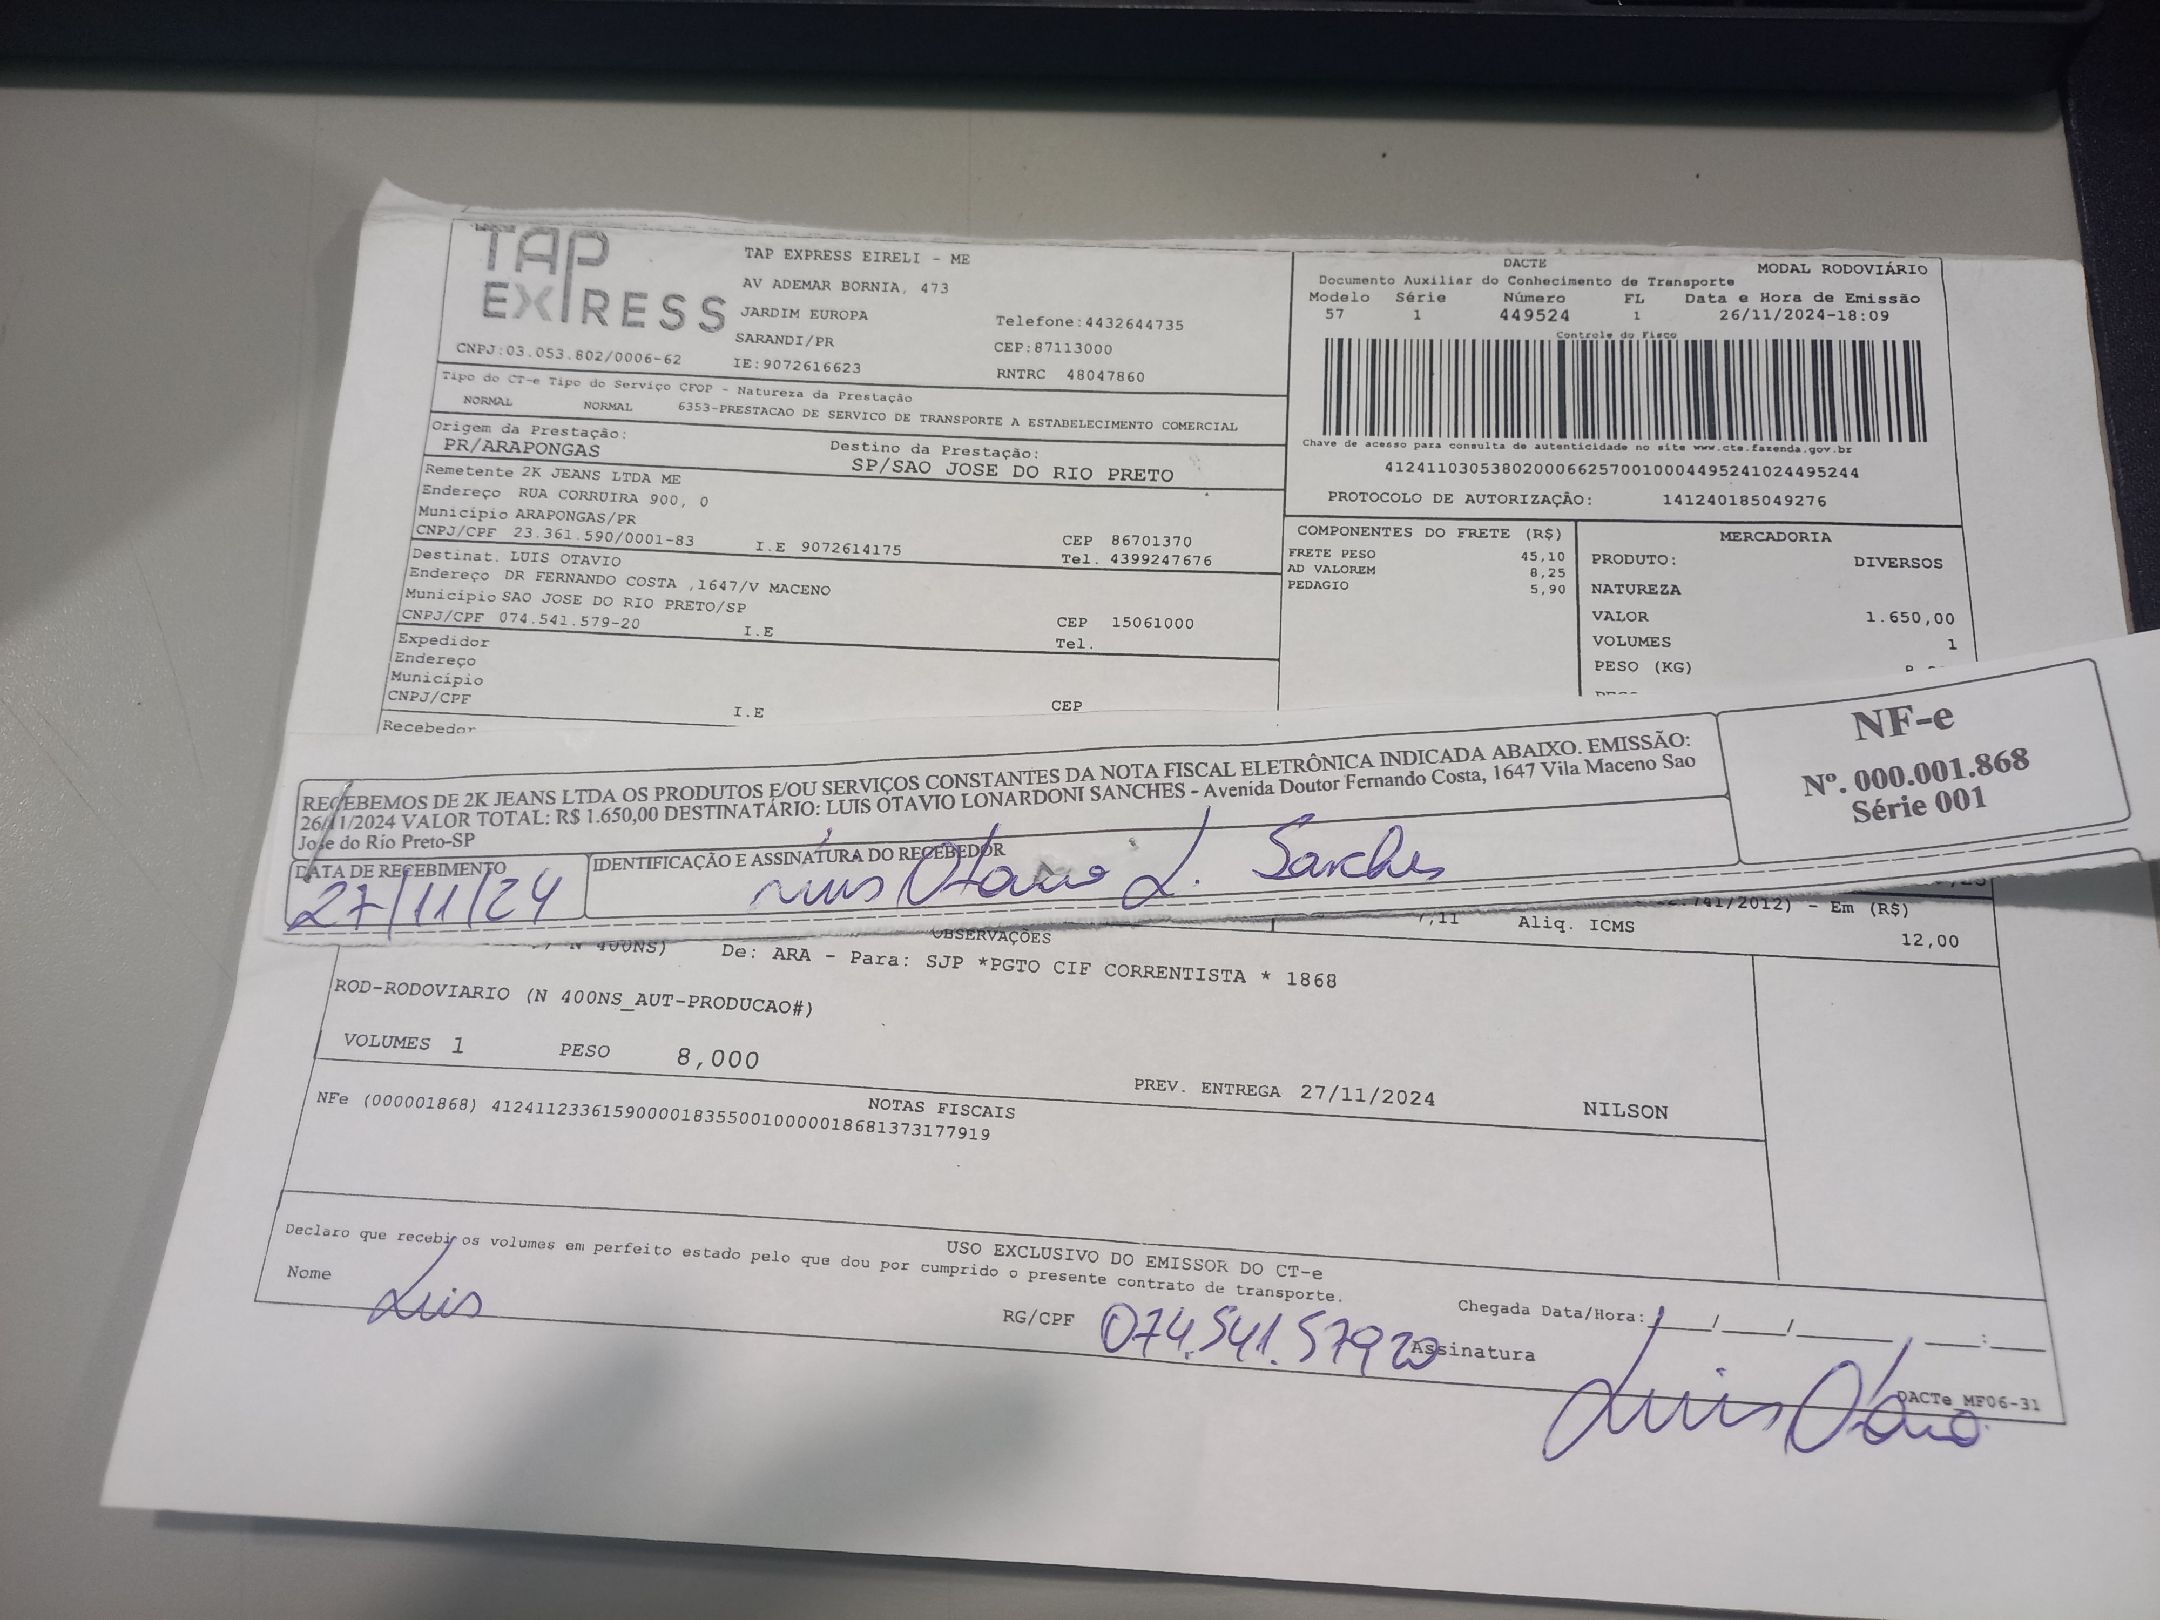 TAP EXPRESS
TAP EXPRESS EIRELI - ME
AV ADEMAR BORNIA, 473
JARDIM EUROPA
Telefone:4432644735
SARANDI/PR
CEP:87113000
CNPJ:03.053.802/0006-62
IE:9072616623
RNTRC 48047860
DACTE
MODAL RODOVIÁRIO
Documento Auxiliar do Conhecimento de Transporte
Modelo Série Número FL Data e Hora de Emissão
57 1 449524 1 26/11/2024-18:09
Controle do Fisco
Chave de acesso para consulta de autenticidade no site www.cte.fazenda.gov.br
41241103053802000662570010004495241024495244
PROTOCOLO DE AUTORIZAÇÃO: 141240185049276
Tipo do CT-e Tipo do Serviço CFOP - Natureza da Prestação
NORMAL NORMAL 6353-PRESTACAO DE SERVICO DE TRANSPORTE A ESTABELECIMENTO COMERCIAL
Origem da Prestação: Destino da Prestação:
PR/ARAPONGAS SP/SAO JOSE DO RIO PRETO
Remetente 2K JEANS LTDA ME
Endereço RUA CORRUIRA 900, 0
Município ARAPONGAS/PR CEP 86701370
CNPJ/CPF 23.361.590/0001-83 I.E 9072614175 Tel. 4399247676
Destinat. LUIS OTAVIO
Endereço DR FERNANDO COSTA ,1647/V MACENO
Município SAO JOSE DO RIO PRETO/SP CEP 15061000
CNPJ/CPF 074.541.579-20 I.E Tel.
Expedidor
Endereço
Município CEP
CNPJ/CPF I.E
Recebedor
COMPONENTES DO FRETE (R$)
FRETE PESO 45,10
AD VALOREM 8,25
PEDAGIO 5,90
MERCADORIA
PRODUTO: DIVERSOS
NATUREZA
VALOR 1.650,00
VOLUMES 1
PESO (KG)
RECEBEMOS DE 2K JEANS LTDA OS PRODUTOS E/OU SERVIÇOS CONSTANTES DA NOTA FISCAL ELETRÔNICA INDICADA ABAIXO. EMISSÃO:
26/11/2024 VALOR TOTAL: R$ 1.650,00 DESTINATÁRIO: LUIS OTAVIO LONARDONI SANCHES - Avenida Doutor Fernando Costa, 1647 Vila Maceno Sao
Jose do Rio Preto-SP
DATA DE RECEBIMENTO
27/11/24
IDENTIFICAÇÃO E ASSINATURA DO RECEBEDOR
Luis Otavio L. Sanches
NF-e
Nº. 000.001.868
Série 001
741/2012) - Em (R$)
,11 Aliq. ICMS 12,00
OBSERVAÇÕES
N 400NS) De: ARA - Para: SJP *PGTO CIF CORRENTISTA * 1868
ROD-RODOVIARIO (N 400NS_AUT-PRODUCAO#)
VOLUMES 1 PESO 8,000
PREV. ENTREGA 27/11/2024 NILSON
NOTAS FISCAIS
NFe (000001868) 41241123361590000183550010000018681373177919
USO EXCLUSIVO DO EMISSOR DO CT-e
Declaro que recebi os volumes em perfeito estado pelo que dou por cumprido o presente contrato de transporte.
Nome Luis
RG/CPF 074.541.57920
Chegada Data/Hora:___/___/______ ___:___
Assinatura Luis Otavio
DACTe MF06-31